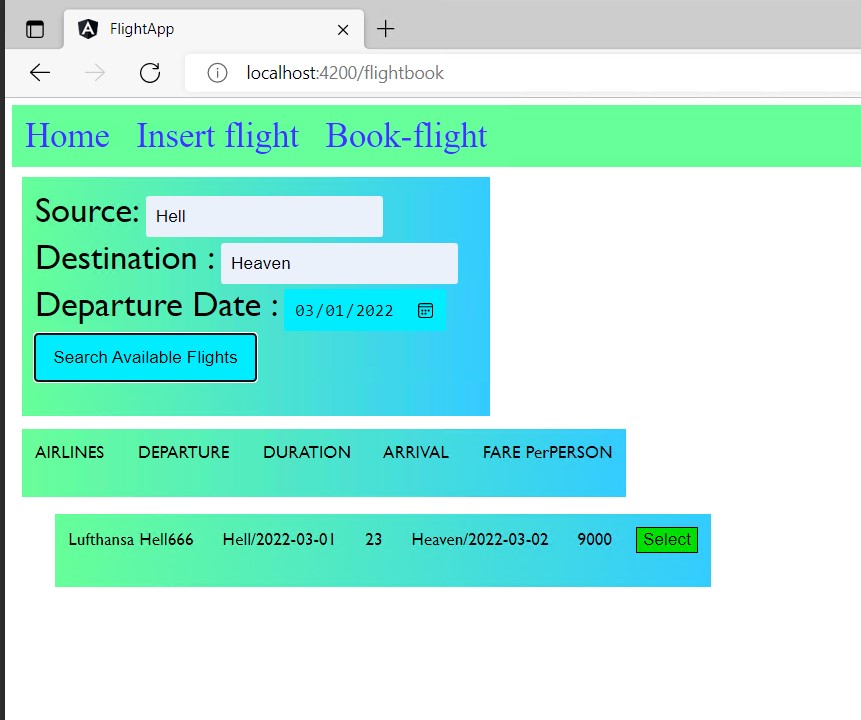 FlightApp
localhost:4200/flightbook
Home Insert flight Book-flight
Source: Hell
Destination : Heaven
Departure Date : 03/01/2022
Search Available Flights
AIRLINES DEPARTURE DURATION ARRIVAL FARE PerPERSON
Lufthansa Hell666 Hell/2022-03-01 23 Heaven/2022-03-02 9000 Select